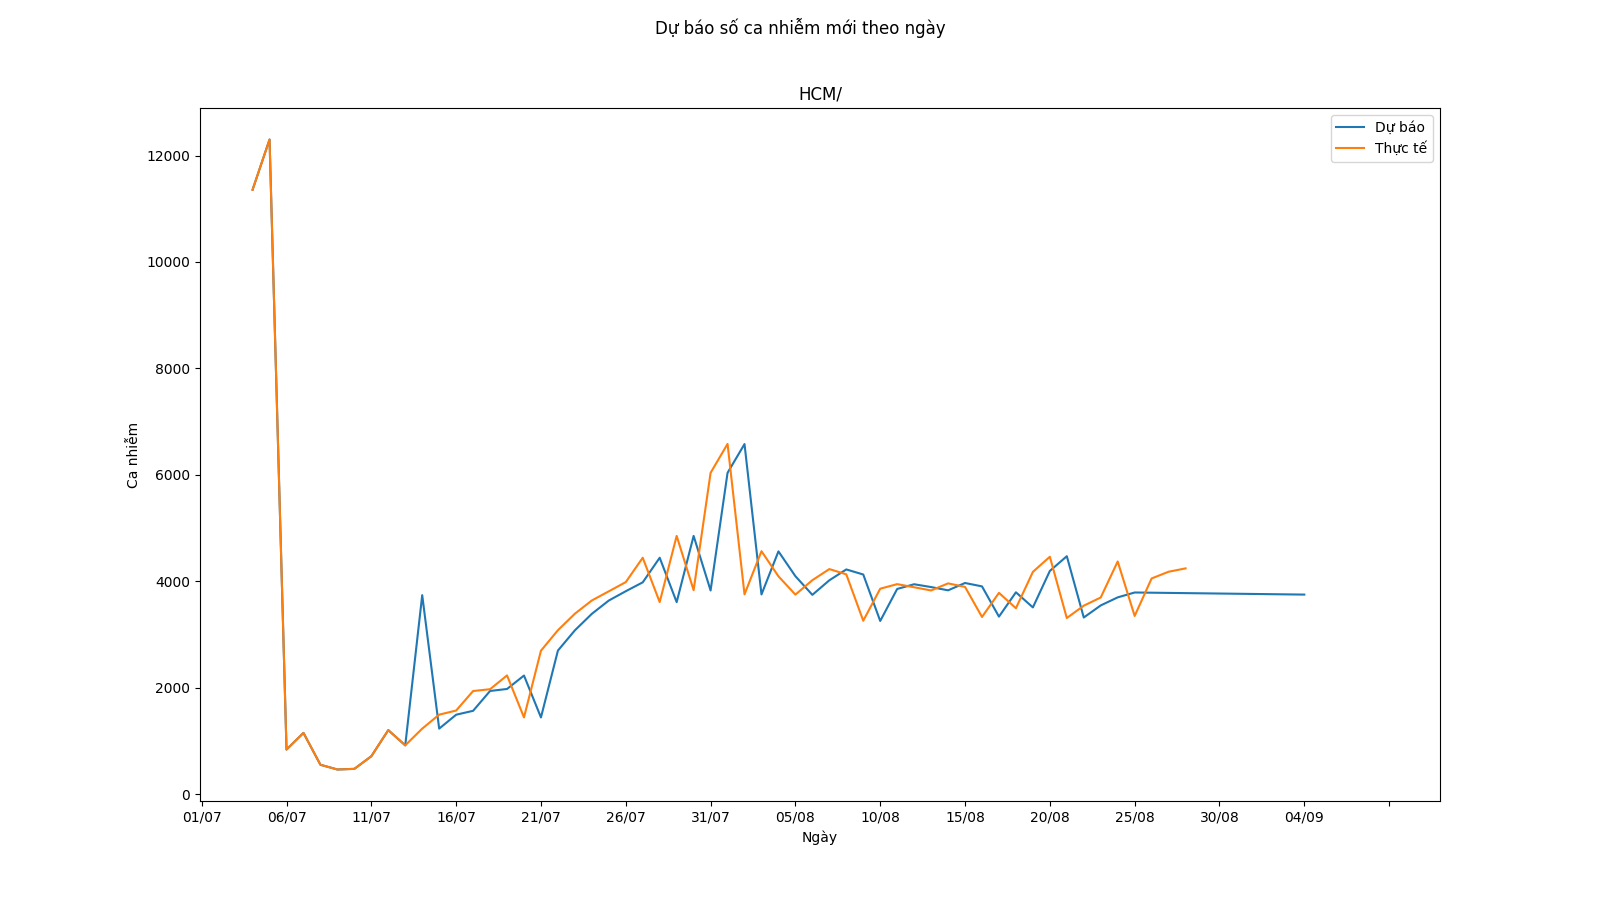 Dự báo số ca nhiễm mới theo ngày
HCM/
Dự báo
Thực tế
12000
10000
8000
6000
4000
2000
0
Ca nhiễm
01/07 06/07 11/07 16/07 21/07 26/07 31/07 05/08 10/08 15/08 20/08 25/08 30/08 04/09
Ngày